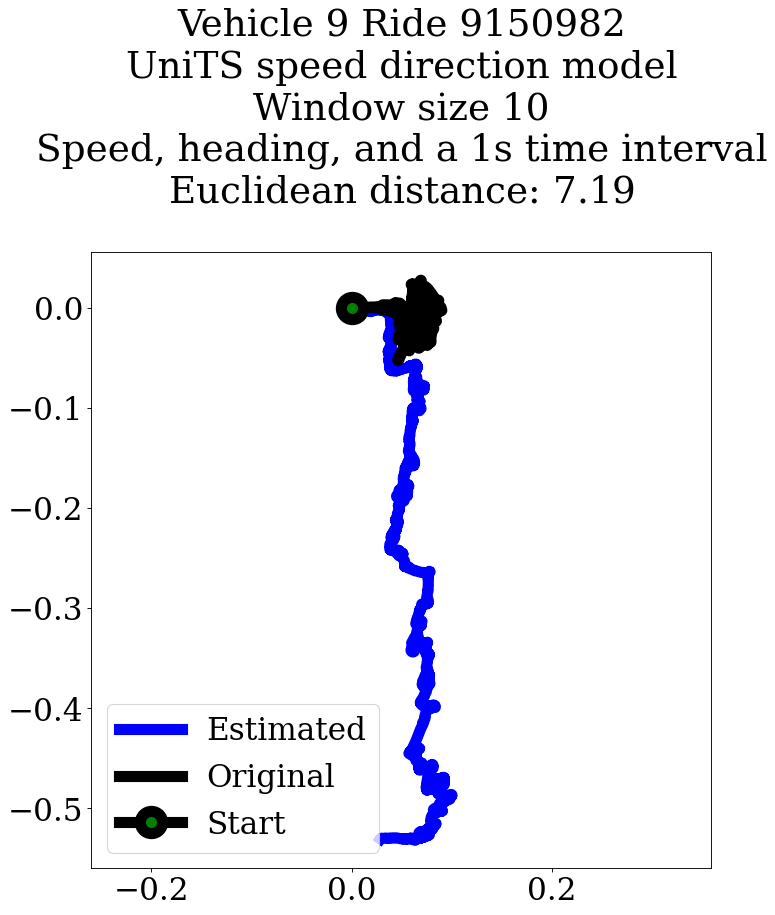 Vehicle 9 Ride 9150982
UniTS speed direction model
Window size 10
Speed, heading, and a 1s time interval
Euclidean distance: 7.19
0.0
−0.1
−0.2
−0.3
−0.4
−0.5
Estimated
Original
Start
−0.2 0.0 0.2